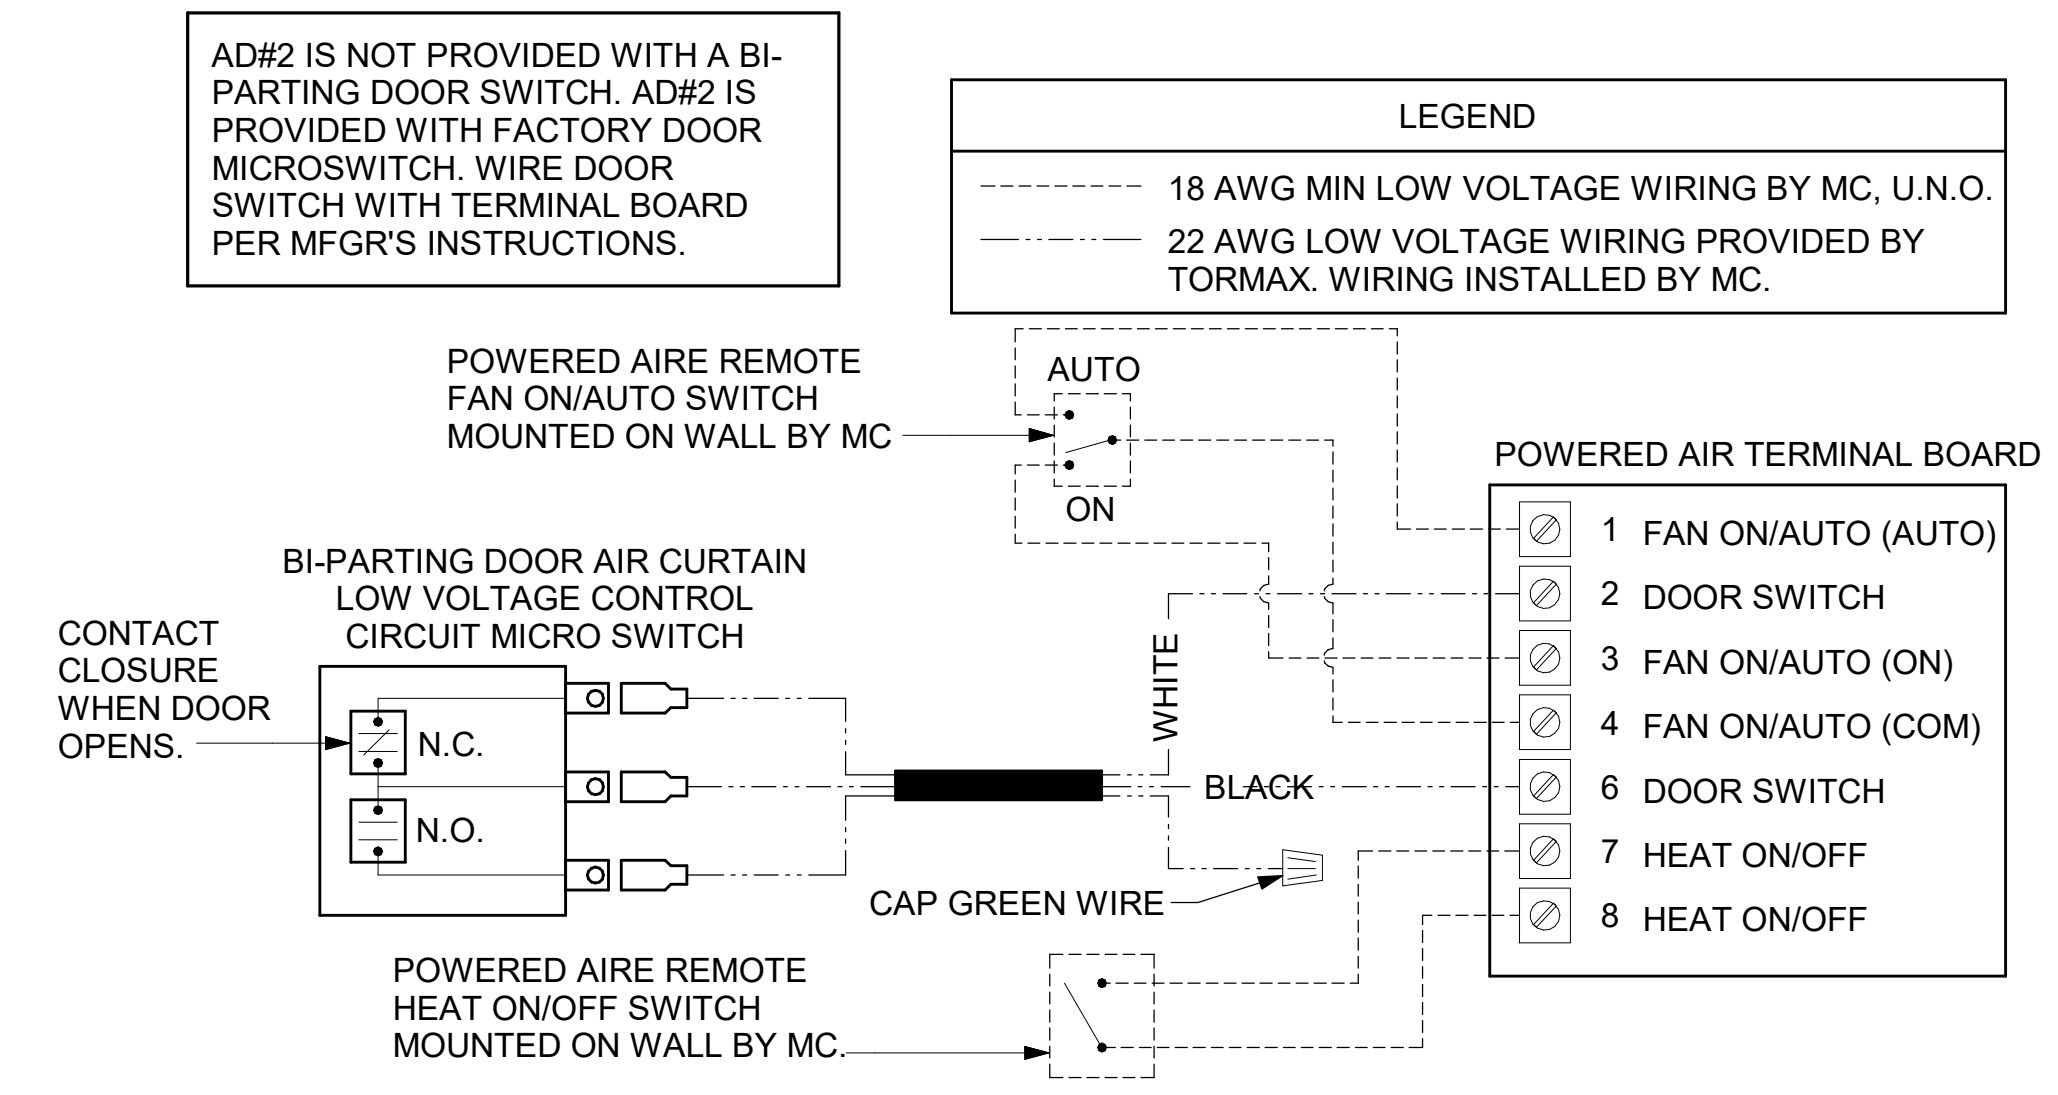 AD#2 IS NOT PROVIDED WITH A BI-
PARTING DOOR SWITCH. AD#2 IS
PROVIDED WITH FACTORY DOOR
MICROSWITCH. WIRE DOOR
SWITCH WITH TERMINAL BOARD
PER MFGR'S INSTRUCTIONS.
LEGEND
18 AWG MIN LOW VOLTAGE WIRING BY MC, U.N.O.
22 AWG LOW VOLTAGE WIRING PROVIDED BY
TORMAX. WIRING INSTALLED BY MC.
POWERED AIRE REMOTE
FAN ON/AUTO SWITCH
MOUNTED ON WALL BY MC
AUTO
ON
POWERED AIR TERMINAL BOARD
1 FAN ON/AUTO (AUTO)
2 DOOR SWITCH
3 FAN ON/AUTO (ON)
4 FAN ON/AUTO (COM)
6 DOOR SWITCH
7 HEAT ON/OFF
8 HEAT ON/OFF
BI-PARTING DOOR AIR CURTAIN
LOW VOLTAGE CONTROL
CIRCUIT MICRO SWITCH
CONTACT
CLOSURE
WHEN DOOR
OPENS.
N.C.
N.O.
WHITE
BLACK
CAP GREEN WIRE
POWERED AIRE REMOTE
HEAT ON/OFF SWITCH
MOUNTED ON WALL BY MC.